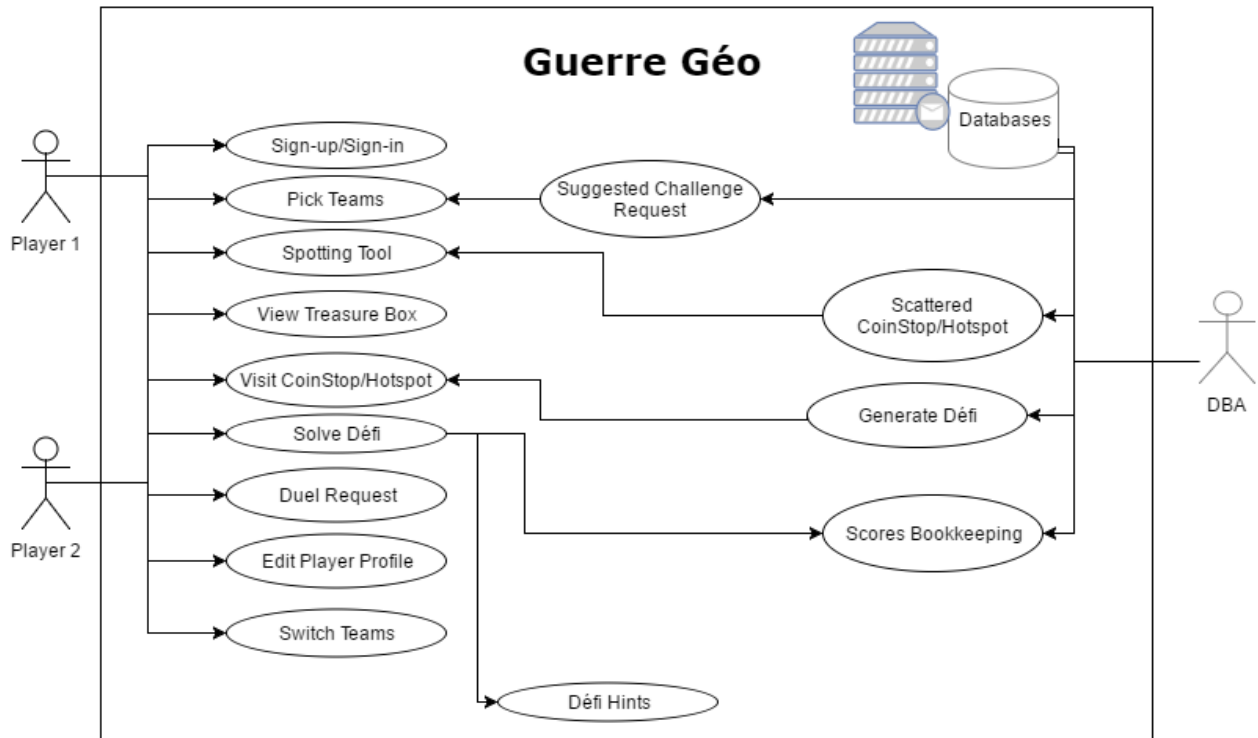 Guerre Géo
Databases
Player 1
Sign-up/Sign-in
Pick Teams
Suggested Challenge
Request
Spotting Tool
Scattered
CoinStop/Hotspot
View Treasure Box
Visit CoinStop/Hotspot
Generate Défi
DBA
Solve Défi
Player 2
Duel Request
Scores Bookkeeping
Edit Player Profile
Switch Teams
Défi Hints